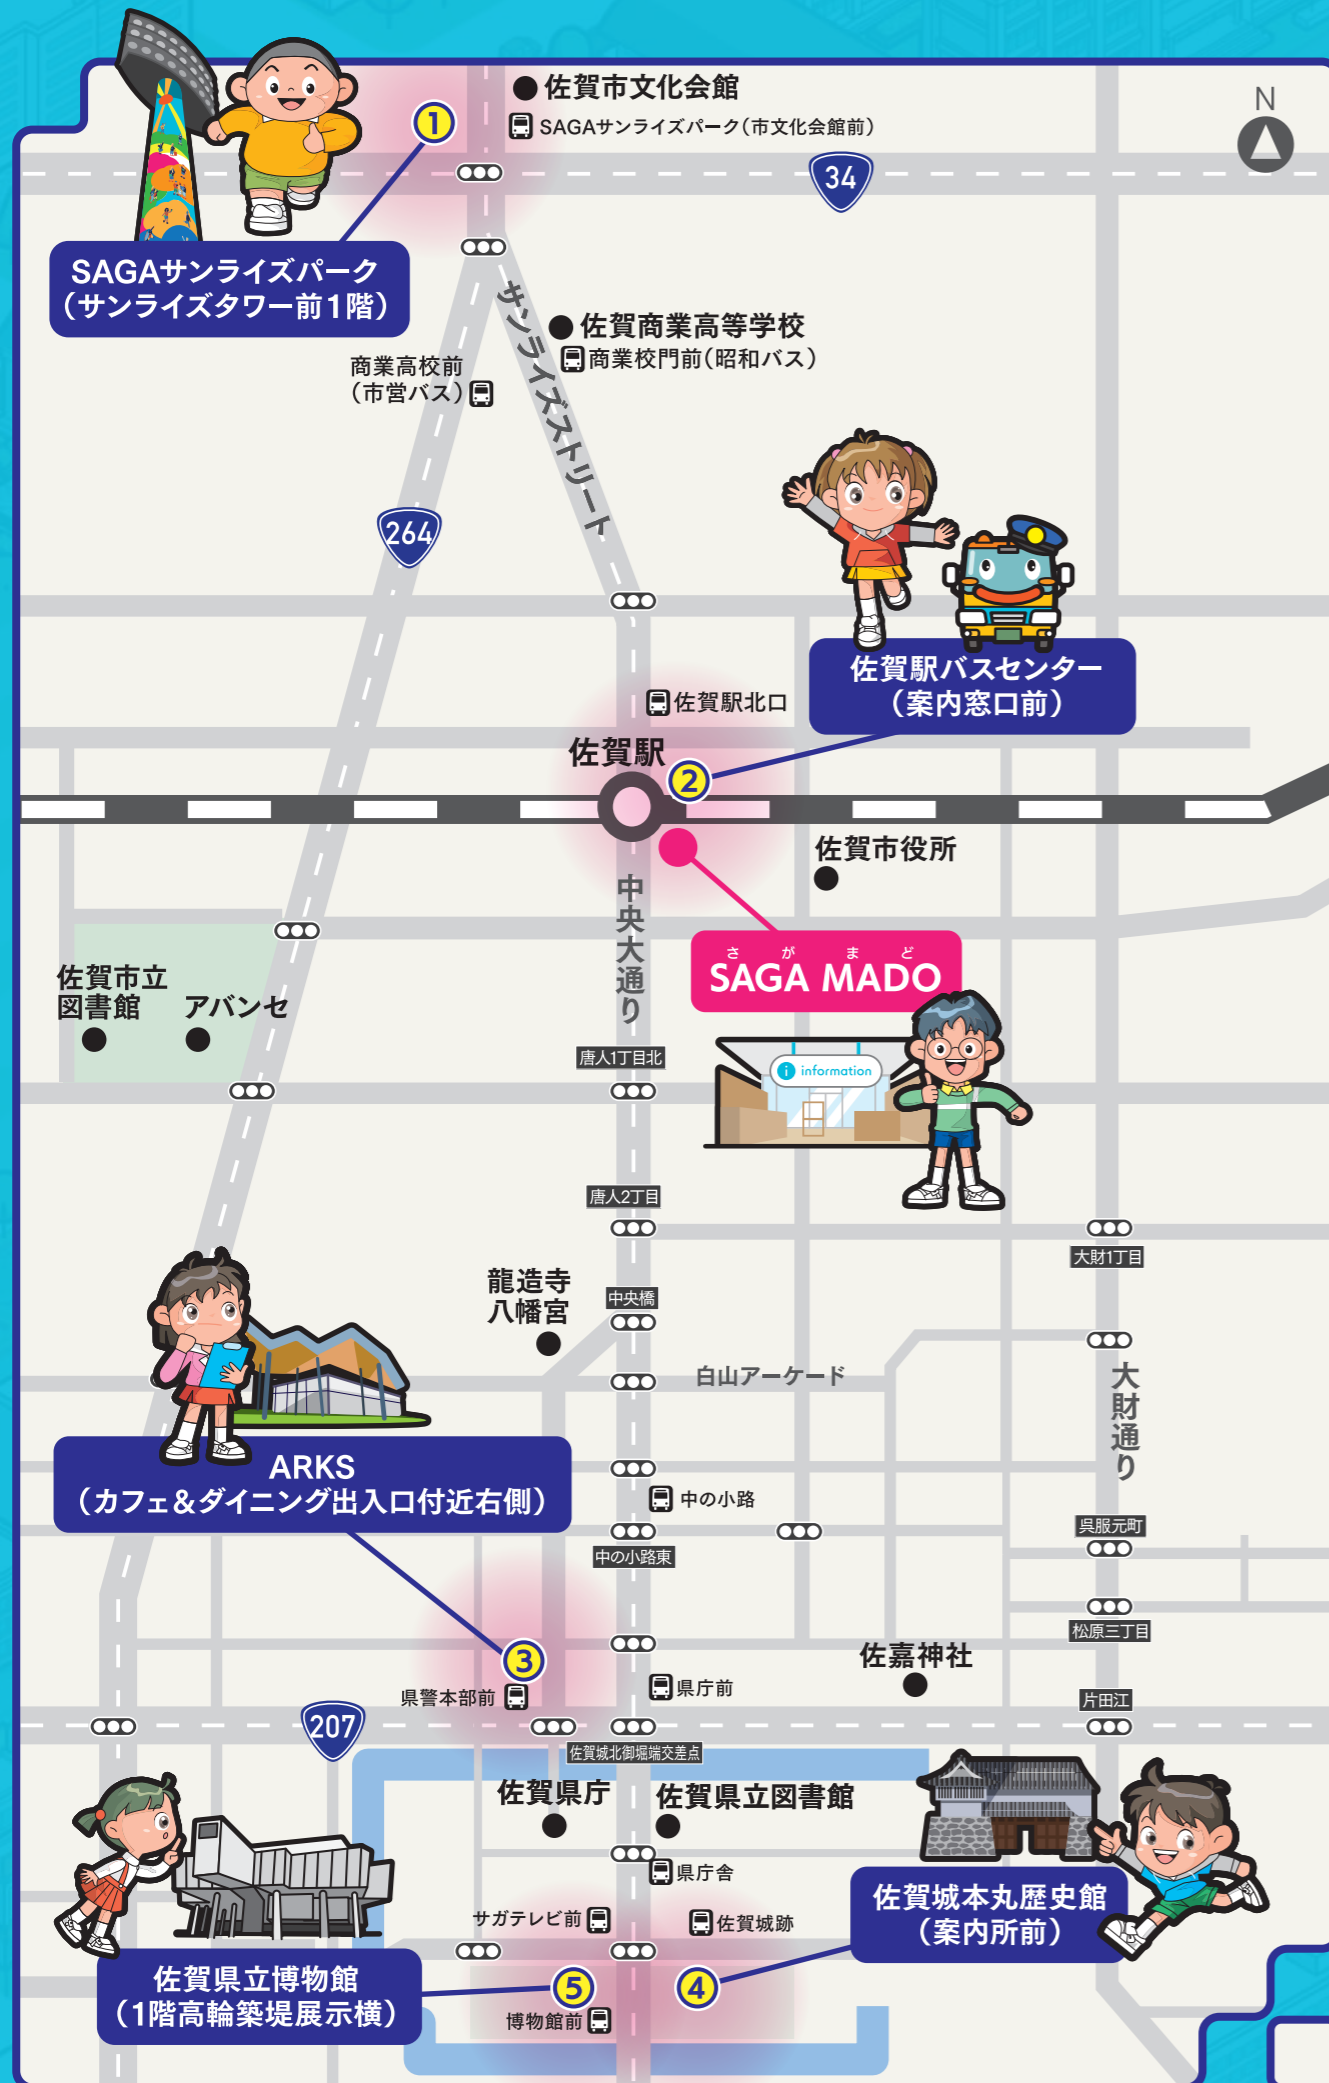 佐賀市文化会館
SAGAサンライズパーク(市文化会館前)
N
1
34
SAGAサンライズパーク
(サンライズタワー前1階)
サンライズストリート
佐賀商業高等学校
商業校門前(昭和バス)
商業高校前
(市営バス)
264
佐賀駅バスセンター
(案内窓口前)
佐賀駅北口
佐賀駅
2
佐賀市役所
中央大通り
さがまど
SAGA MADO
佐賀市立
図書館
アバンセ
唐人1丁目北
information
唐人2丁目
大財1丁目
龍造寺
八幡宮
中央橋
白山アーケード
大財通り
ARKS
(カフェ&ダイニング出入口付近右側)
中の小路
中の小路東
呉服元町
松原三丁目
3
佐嘉神社
県警本部前
県庁前
片田江
207
佐賀城北御堀端交差点
佐賀県庁
佐賀県立図書館
県庁舎
サガテレビ前
佐賀城跡
佐賀城本丸歴史館
(案内所前)
佐賀県立博物館
(1階高輪築堤展示横)
5
4
博物館前